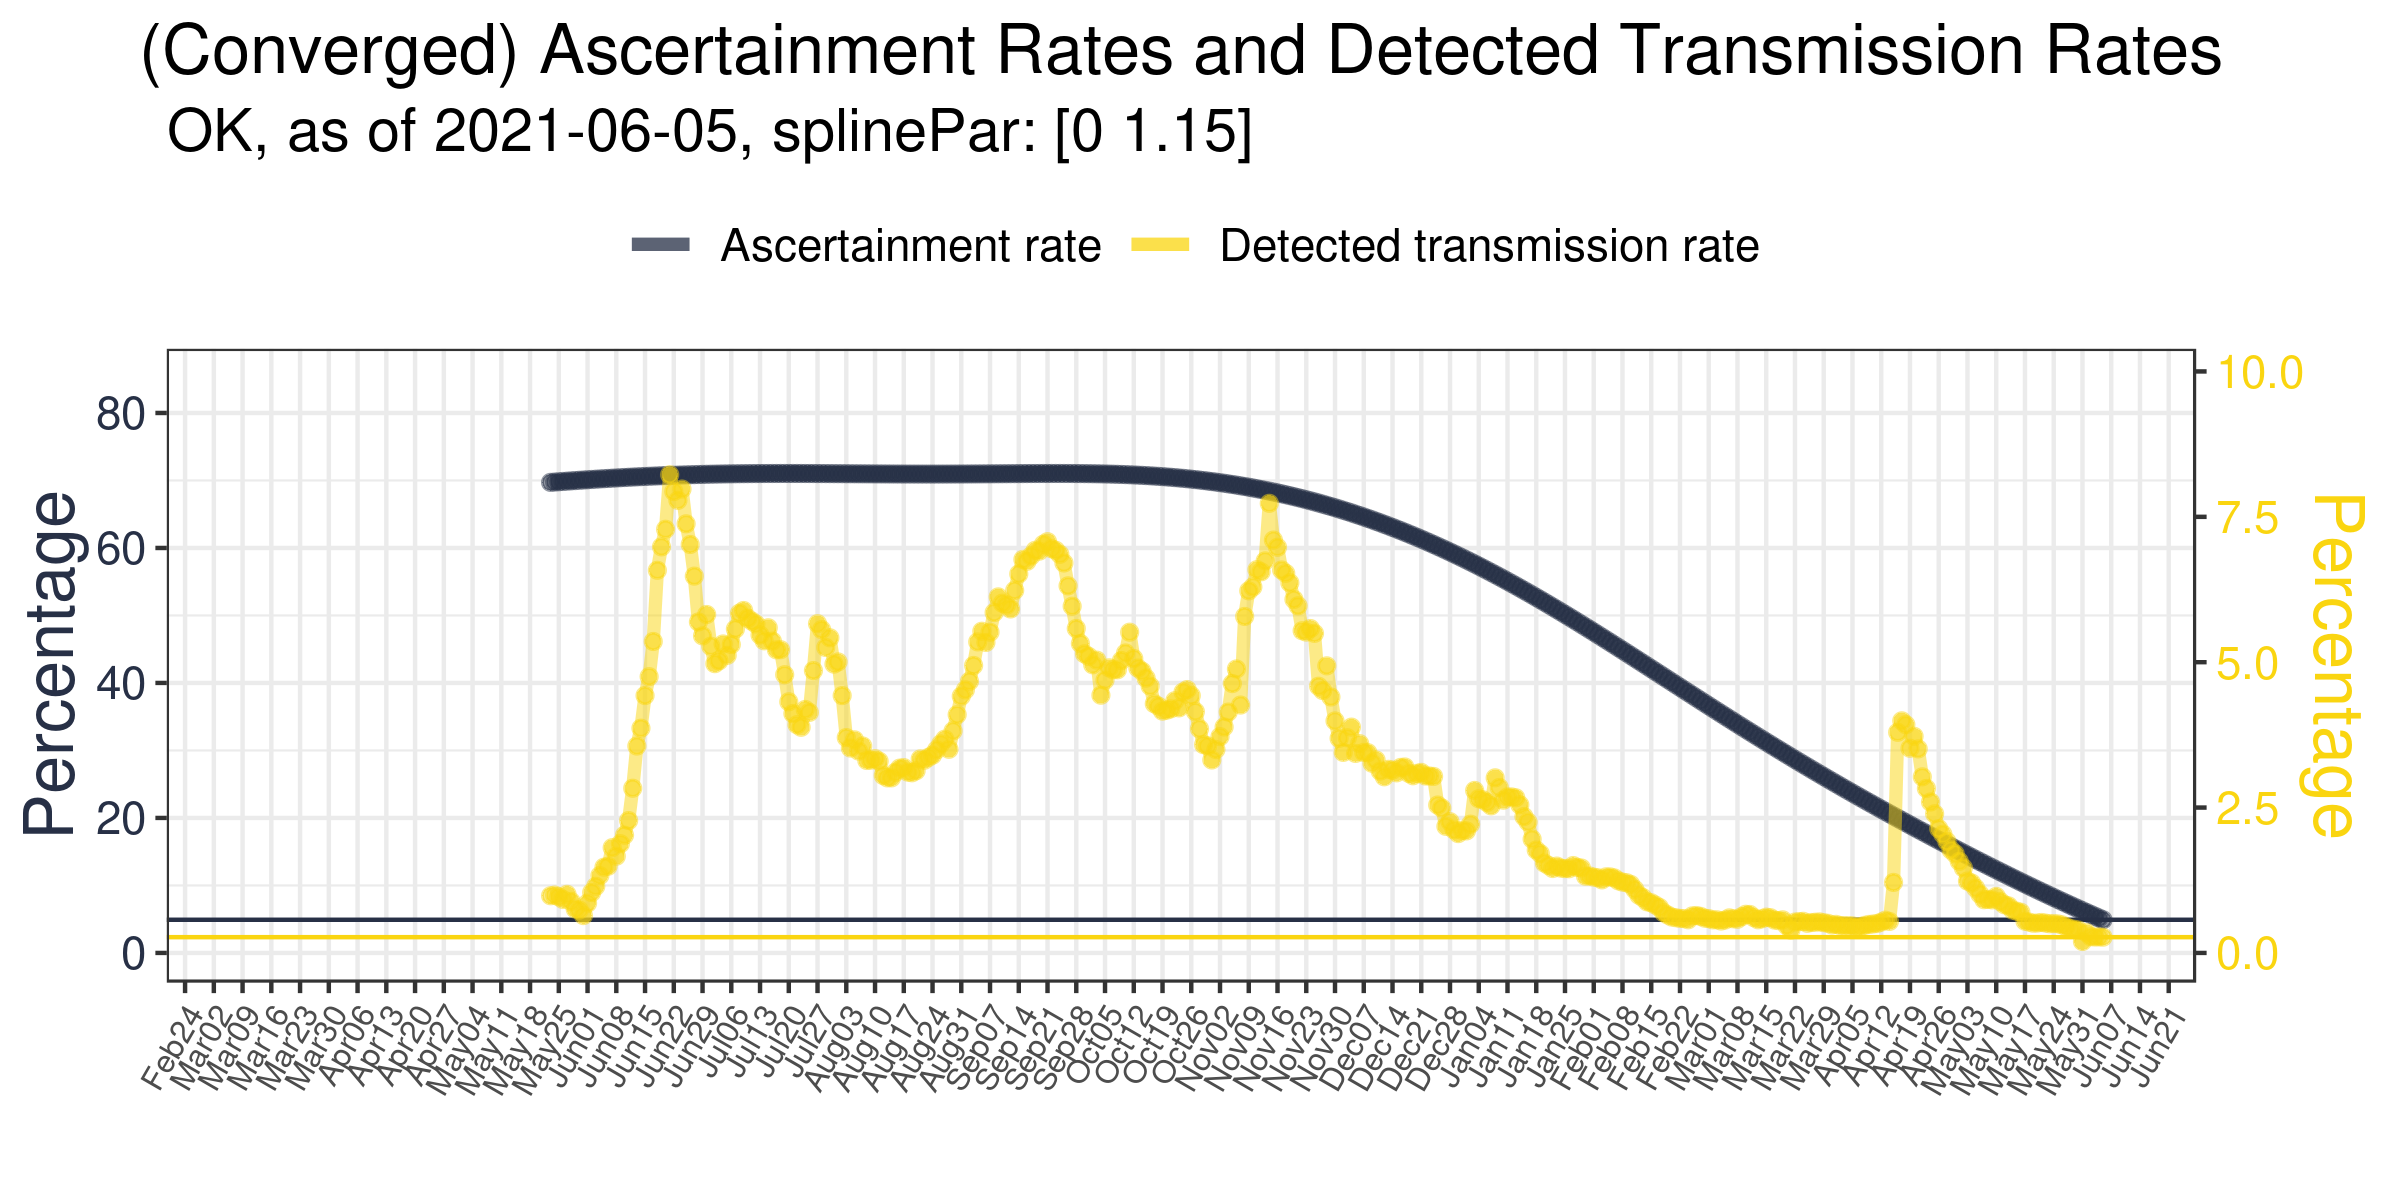 (Converged) Ascertainment Rates and Detected Transmission Rates
OK, as of 2021-06-05, splinePar: [0 1.15]
Ascertainment rate
Detected transmission rate
Percentage
80
60
40
20
0
10.0
7.5
5.0
2.5
0.0
Percentage
Feb24
Mar02
Mar09
Mar16
Mar23
Mar30
Apr06
Apr13
Apr20
Apr27
May04
May11
May18
May25
Jun01
Jun08
Jun15
Jun22
Jun29
Jul06
Jul13
Jul20
Jul27
Aug03
Aug10
Aug17
Aug24
Aug31
Sep07
Sep14
Sep21
Sep28
Oct05
Oct12
Oct19
Oct26
Nov02
Nov09
Nov16
Nov23
Nov30
Dec07
Dec14
Dec21
Dec28
Jan04
Jan11
Jan18
Jan25
Feb01
Feb08
Feb15
Feb22
Mar01
Mar08
Mar15
Mar22
Mar29
Apr05
Apr12
Apr19
Apr26
May03
May10
May17
May24
May31
Jun07
Jun14
Jun21